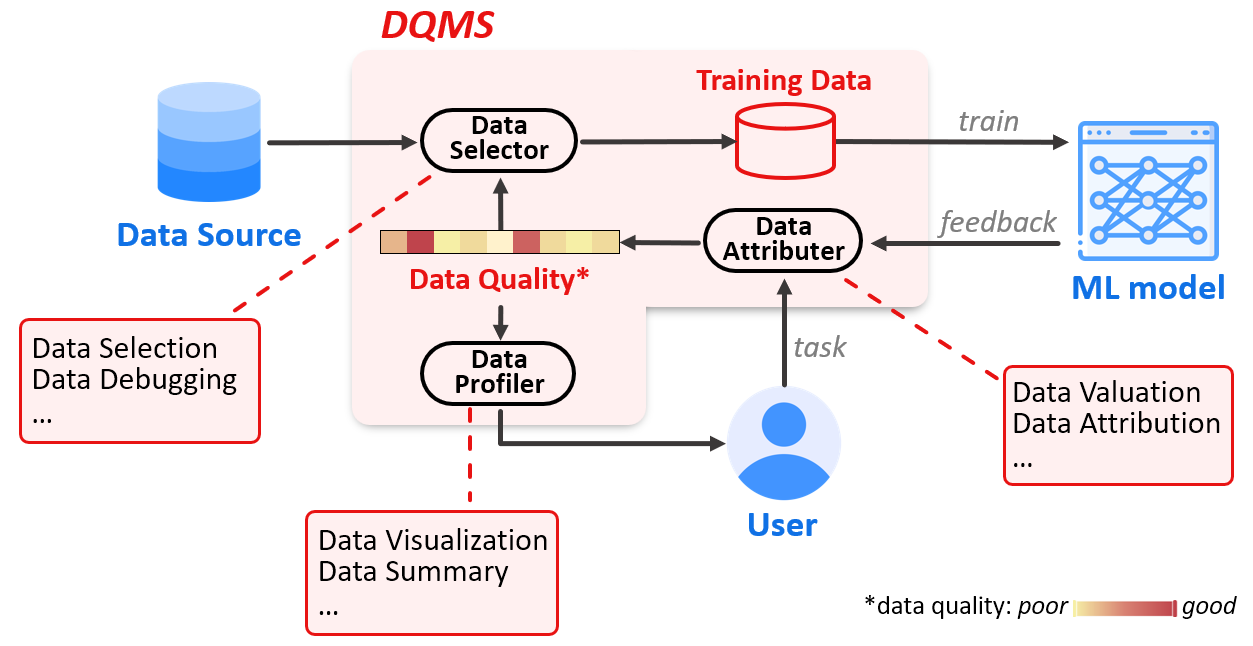 DQMS
Training Data
Data
Selector
train
Data Source
Data
Attributer
feedback
Data Quality*
ML model
Data Selection
Data Debugging
...
Data
Profiler
task
Data Valuation
Data Attribution
...
User
Data Visualization
Data Summary
...
*data quality: poor good